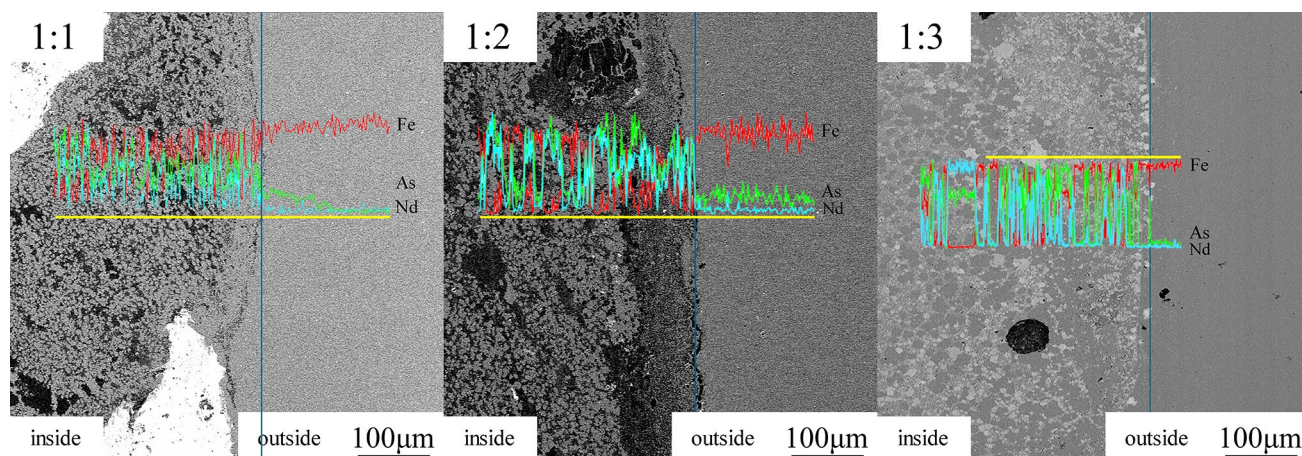 1:1
Fe
As
Nd
inside
outside
100μm
1:2
Fe
As
Nd
inside
outside
100μm
1:3
Fe
As
Nd
inside
outside
100μm